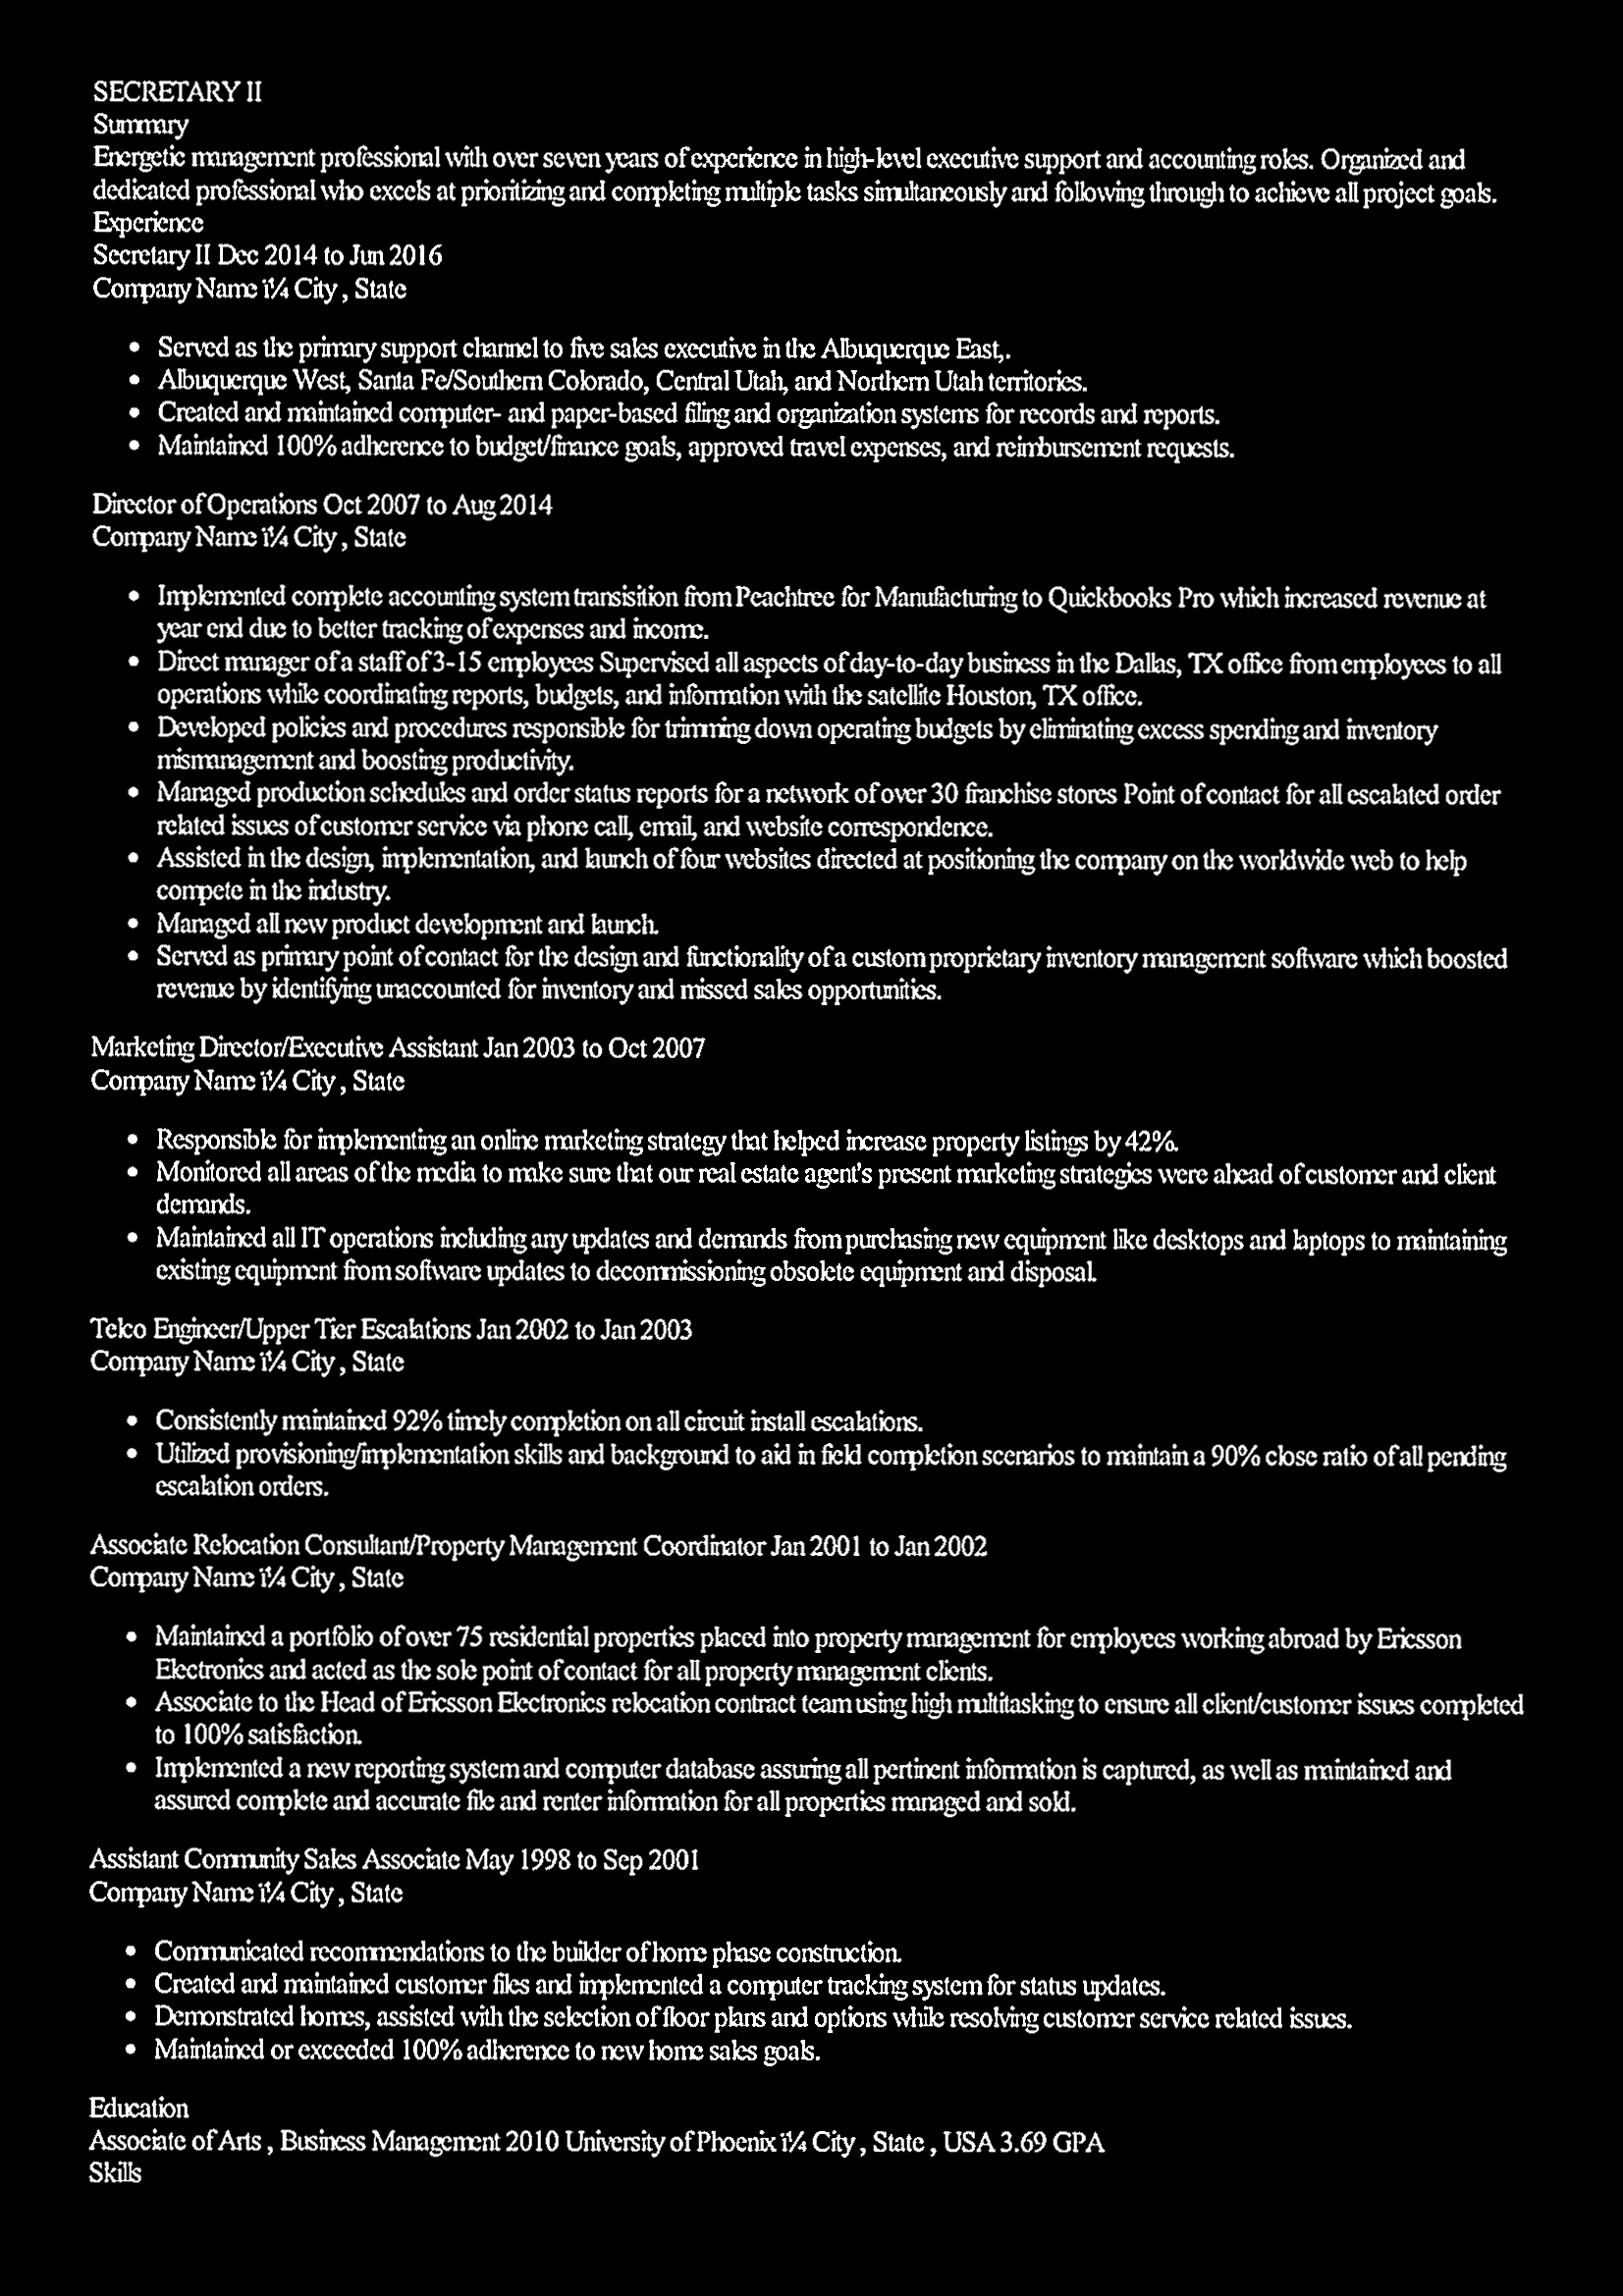 SECRETARY II
Summary
Energetic management professional with over seven years of experience in high-level executive support and accounting roles. Organized and
dedicated professional who excels at prioritizing and completing multiple tasks simultaneously and following through to achieve all project goals.
Experience
Secretary II Dec 2014 to Jun 2016
Company Name ï¼ City , State
• Served as the primary support channel to five sales executive in the Albuquerque East,.
• Albuquerque West, Santa Fe/Southern Colorado, Central Utah, and Northern Utah territories.
• Created and maintained computer- and paper-based filing and organization systems for records and reports.
• Maintained 100% adherence to budget/finance goals, approved travel expenses, and reimbursement requests.
Director of Operations Oct 2007 to Aug 2014
Company Name ï¼ City , State
• Implemented complete accounting system transisition from Peachtree for Manufacturing to Quickbooks Pro which increased revenue at
year end due to better tracking of expenses and income.
• Direct manager of a staff of 3-15 employees Supervised all aspects of day-to-day business in the Dallas, TX office from employees to all
operations while coordinating reports, budgets, and information with the satellite Houston, TX office.
• Developed policies and procedures responsible for trimming down operating budgets by eliminating excess spending and inventory
mismanagement and boosting productivity.
• Managed production schedules and order status reports for a network of over 30 franchise stores Point of contact for all escalated order
related issues of customer service via phone call, email, and website correspondence.
• Assisted in the design, implementation, and launch of four websites directed at positioning the company on the worldwide web to help
compete in the industry.
• Managed all new product development and launch.
• Served as primary point of contact for the design and functionality of a custom proprietary inventory management software which boosted
revenue by identifying unaccounted for inventory and missed sales opportunities.
Marketing Director/Executive Assistant Jan 2003 to Oct 2007
Company Name ï¼ City , State
• Responsible for implementing an online marketing strategy that helped increase property listings by 42%.
• Monitored all areas of the media to make sure that our real estate agent's present marketing strategies were ahead of customer and client
demands.
• Maintained all IT operations including any updates and demands from purchasing new equipment like desktops and laptops to maintaining
existing equipment from software updates to decommissioning obsolete equipment and disposal.
Telco Engineer/Upper Tier Escalations Jan 2002 to Jan 2003
Company Name ï¼ City , State
• Consistently maintained 92% timely completion on all circuit install escalations.
• Utilized provisioning/implementation skills and background to aid in field completion scenarios to maintain a 90% close ratio of all pending
escalation orders.
Associate Relocation Consultant/Property Management Coordinator Jan 2001 to Jan 2002
Company Name ï¼ City , State
• Maintained a portfolio of over 75 residential properties placed into property management for employees working abroad by Ericsson
Electronics and acted as the sole point of contact for all property management clients.
• Associate to the Head of Ericsson Electronics relocation contract team using high multitasking to ensure all client/customer issues completed
to 100% satisfaction.
• Implemented a new reporting system and computer database assuring all pertinent information is captured, as well as maintained and
assured complete and accurate file and renter information for all properties managed and sold.
Assistant Community Sales Associate May 1998 to Sep 2001
Company Name ï¼ City , State
• Communicated recommendations to the builder of home phase construction.
• Created and maintained customer files and implemented a computer tracking system for status updates.
• Demonstrated homes, assisted with the selection of floor plans and options while resolving customer service related issues.
• Maintained or exceeded 100% adherence to new home sales goals.
Education
Associate of Arts , Business Management 2010 University of Phoenix ï¼ City , State , USA 3.69 GPA
Skills